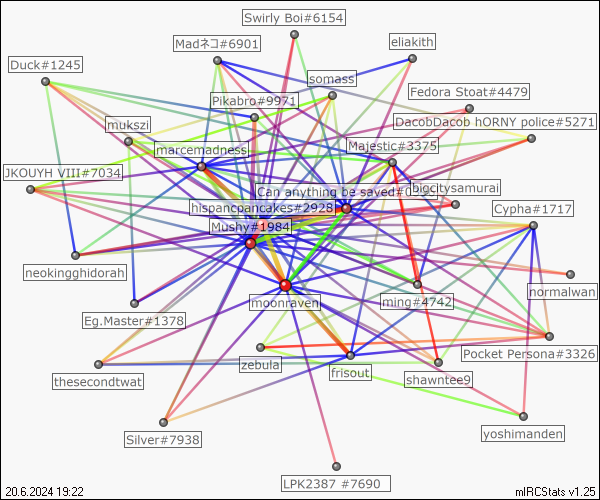 Swirly Boi#6154
Madネコ#6901
eliakith
Duck#1245
somass
Fedora Stoat#4479
Pikabro#9971
mukszi
DacobDacob hORNY police#5271
marcemadness
Majestic#3375
JKOUYH VIII#7034
Can anything be saved#0
bigcitysamurai
hispancpancakes#2928
Cypha#1717
Mushy#1984
neokingghidorah
normalwan
moonraven
ming#4742
Eg.Master#1378
Pocket Persona#3326
zebula
frisout
shawntee9
thesecondtwat
yoshimanden
Silver#7938
LPK2387 #7690
20.6.2024 19:22
mIRCStats v1.25